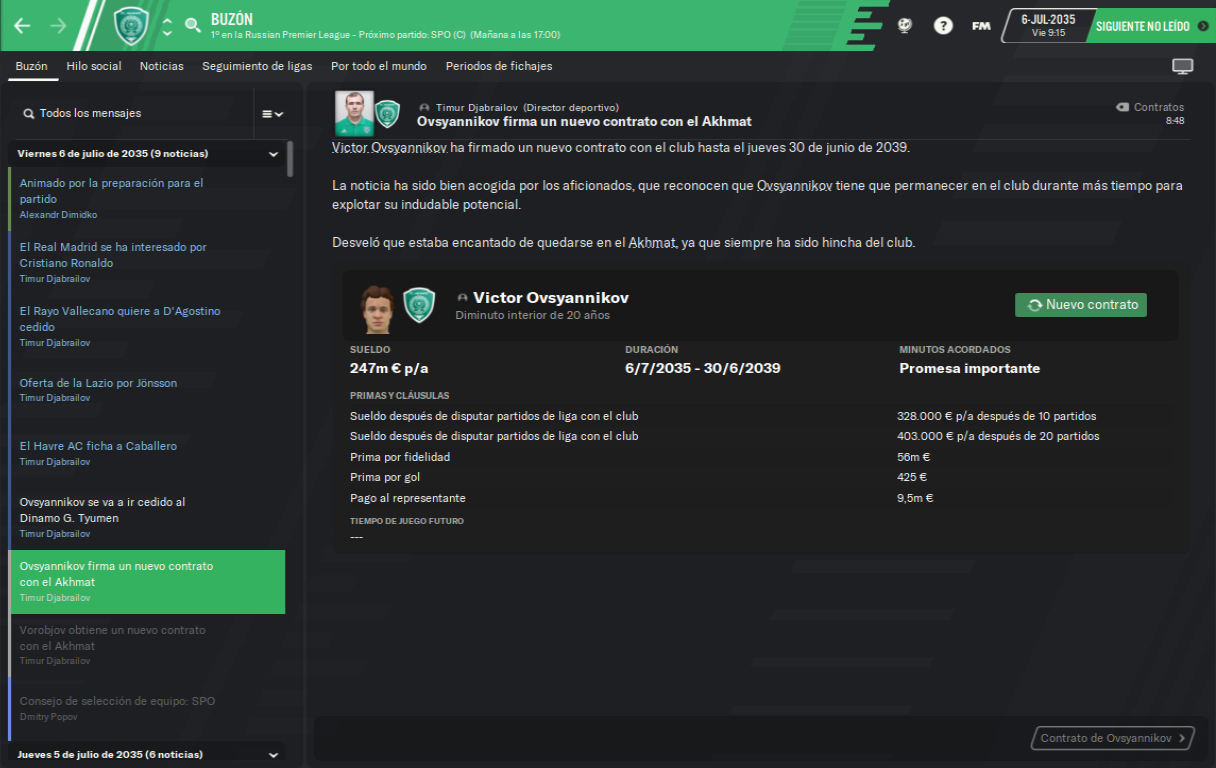 BUZÓN
1º en la Russian Premier League - Próximo partido: SPO (C) (Mañana a las 17:00)
?
FM
6-JUL-2035
Vie 9:15
SIGUIENTE NO LEÍDO
Buzón Hilo social Noticias Seguimiento de ligas Por todo el mundo Periodos de fichajes
Todos los mensajes
Viernes 6 de julio de 2035 (9 noticias)
Animado por la preparación para el
partido
Alexandr Dimidko
El Real Madrid se ha interesado por
Cristiano Ronaldo
Timur Djabrailov
El Rayo Vallecano quiere a D'Agostino
cedido
Timur Djabrailov
Oferta de la Lazio por Jönsson
Timur Djabrailov
El Havre AC ficha a Caballero
Timur Djabrailov
Ovsyannikov se va a ir cedido al
Dinamo G. Tyumen
Timur Djabrailov
Ovsyannikov firma un nuevo contrato
con el Akhmat
Timur Djabrailov
Vorobjov obtiene un nuevo contrato
con el Akhmat
Timur Djabrailov
Consejo de selección de equipo: SPO
Dmitry Popov
Jueves 5 de julio de 2035 (6 noticias)
Timur Djabrailov (Director deportivo)
Ovsyannikov firma un nuevo contrato con el Akhmat
Contratos
8:48
Victor Ovsyannikov ha firmado un nuevo contrato con el club hasta el jueves 30 de junio de 2039.
La noticia ha sido bien acogida por los aficionados, que reconocen que Ovsyannikov tiene que permanecer en el club durante más tiempo para
explotar su indudable potencial.
Desveló que estaba encantado de quedarse en el Akhmat, ya que siempre ha sido hincha del club.
Victor Ovsyannikov
Diminuto interior de 20 años
Nuevo contrato
SUELDO DURACIÓN MINUTOS ACORDADOS
247m € p/a 6/7/2035 - 30/6/2039 Promesa importante
PRIMAS Y CLÁUSULAS
Sueldo después de disputar partidos de liga con el club 328.000 € p/a después de 10 partidos
Sueldo después de disputar partidos de liga con el club 403.000 € p/a después de 20 partidos
Prima por fidelidad 56m €
Prima por gol 425 €
Pago al representante 9,5m €
TIEMPO DE JUEGO FUTURO
---
Contrato de Ovsyannikov